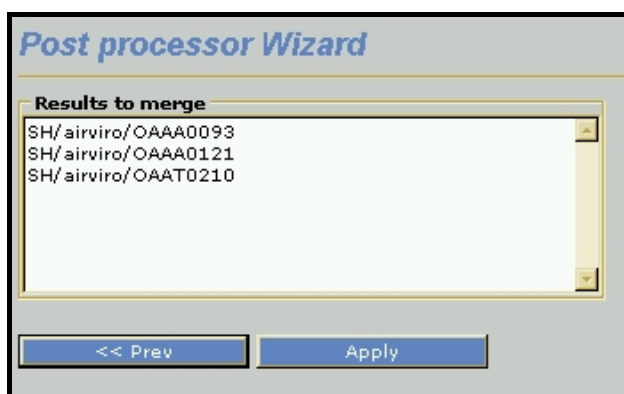 Post processor Wizard
Results to merge
SH/airviro/OAAA0093
SH/airviro/OAAA0121
SH/airviro/OAAT0210
<< Prev
Apply